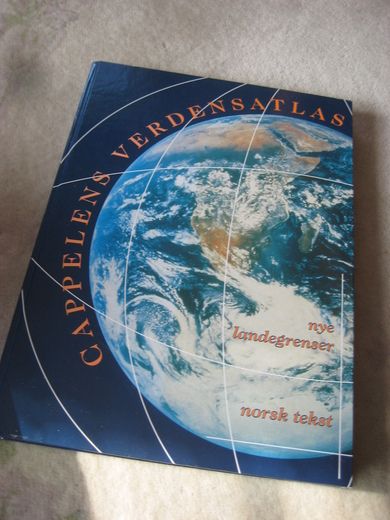 CAPPELENS VERDENSATLAS
nye
landegrenser
norsk tekst